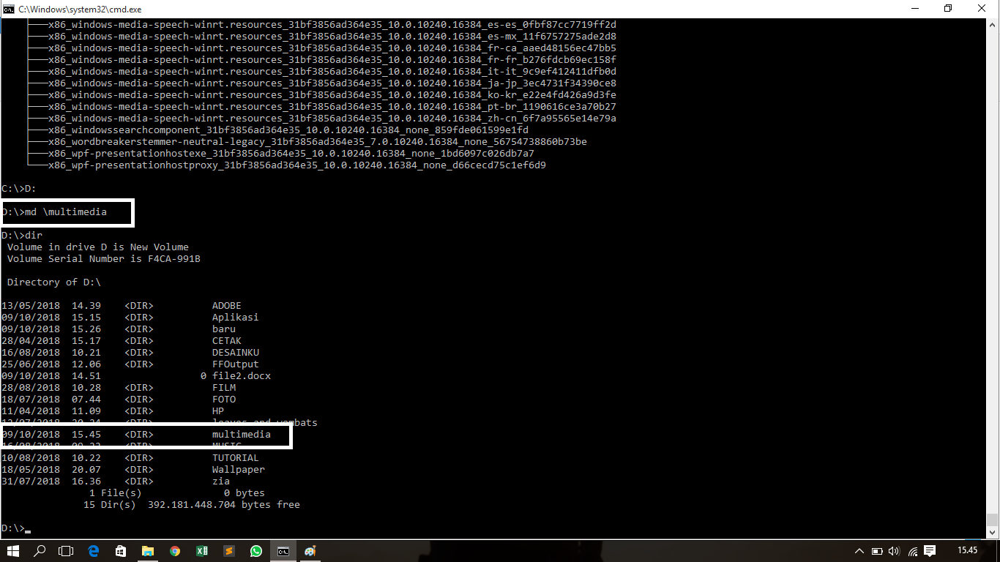 C:\Windows\system32\cmd.exe
├───x86_windows-media-speech-winrt.resources_31bf3856ad364e35_10.0.10240.16384_es-es_0fbf87cc7719ff2d
├───x86_windows-media-speech-winrt.resources_31bf3856ad364e35_10.0.10240.16384_es-mx_11f6757275ade2d8
├───x86_windows-media-speech-winrt.resources_31bf3856ad364e35_10.0.10240.16384_fr-ca_aaed48156ec47bb5
├───x86_windows-media-speech-winrt.resources_31bf3856ad364e35_10.0.10240.16384_fr-fr_b276fdcb69ec158f
├───x86_windows-media-speech-winrt.resources_31bf3856ad364e35_10.0.10240.16384_it-it_9c9ef412411dfb0d
├───x86_windows-media-speech-winrt.resources_31bf3856ad364e35_10.0.10240.16384_ja-jp_3ec4731f34390ce8
├───x86_windows-media-speech-winrt.resources_31bf3856ad364e35_10.0.10240.16384_ko-kr_e22e4fd426a9d3fe
├───x86_windows-media-speech-winrt.resources_31bf3856ad364e35_10.0.10240.16384_pt-br_1190616ce3a70b27
├───x86_windows-media-speech-winrt.resources_31bf3856ad364e35_10.0.10240.16384_zh-cn_6f7a95565e14e79a
├───x86_windowssearchcomponent_31bf3856ad364e35_10.0.10240.16384_none_859fde061599e1fd
├───x86_wordbreakerstemmer-neutral-legacy_31bf3856ad364e35_7.0.10240.16384_none_56754738860b73be
├───x86_wpf-presentationhostexe_31bf3856ad364e35_10.0.10240.16384_none_1bd6097c026db7a7
└───x86_wpf-presentationhostproxy_31bf3856ad364e35_10.0.10240.16384_none_d66cecd75c1ef6d9
C:\>D:
D:\>md \multimedia
D:\>dir
Volume in drive D is New Volume
Volume Serial Number is F4CA-991B
Directory of D:\
13/05/2018 14.39 <DIR> ADOBE
09/10/2018 15.15 <DIR> Aplikasi
09/10/2018 15.26 <DIR> baru
28/04/2018 15.17 <DIR> CETAK
16/08/2018 10.21 <DIR> DESAINKU
25/06/2018 12.06 <DIR> FFOutput
09/10/2018 14.51 0 file2.docx
28/08/2018 10.28 <DIR> FILM
18/07/2018 07.44 <DIR> FOTO
11/04/2018 11.09 <DIR> HP
12/07/2018 20.24 <DIR> leaves and wombats
09/10/2018 15.45 <DIR> multimedia
16/08/2018 09.22 <DIR> MUSIC
10/08/2018 10.22 <DIR> TUTORIAL
18/05/2018 20.07 <DIR> Wallpaper
31/07/2018 16.36 <DIR> zia
1 File(s) 0 bytes
15 Dir(s) 392.181.448.704 bytes free
D:\>_
15.45